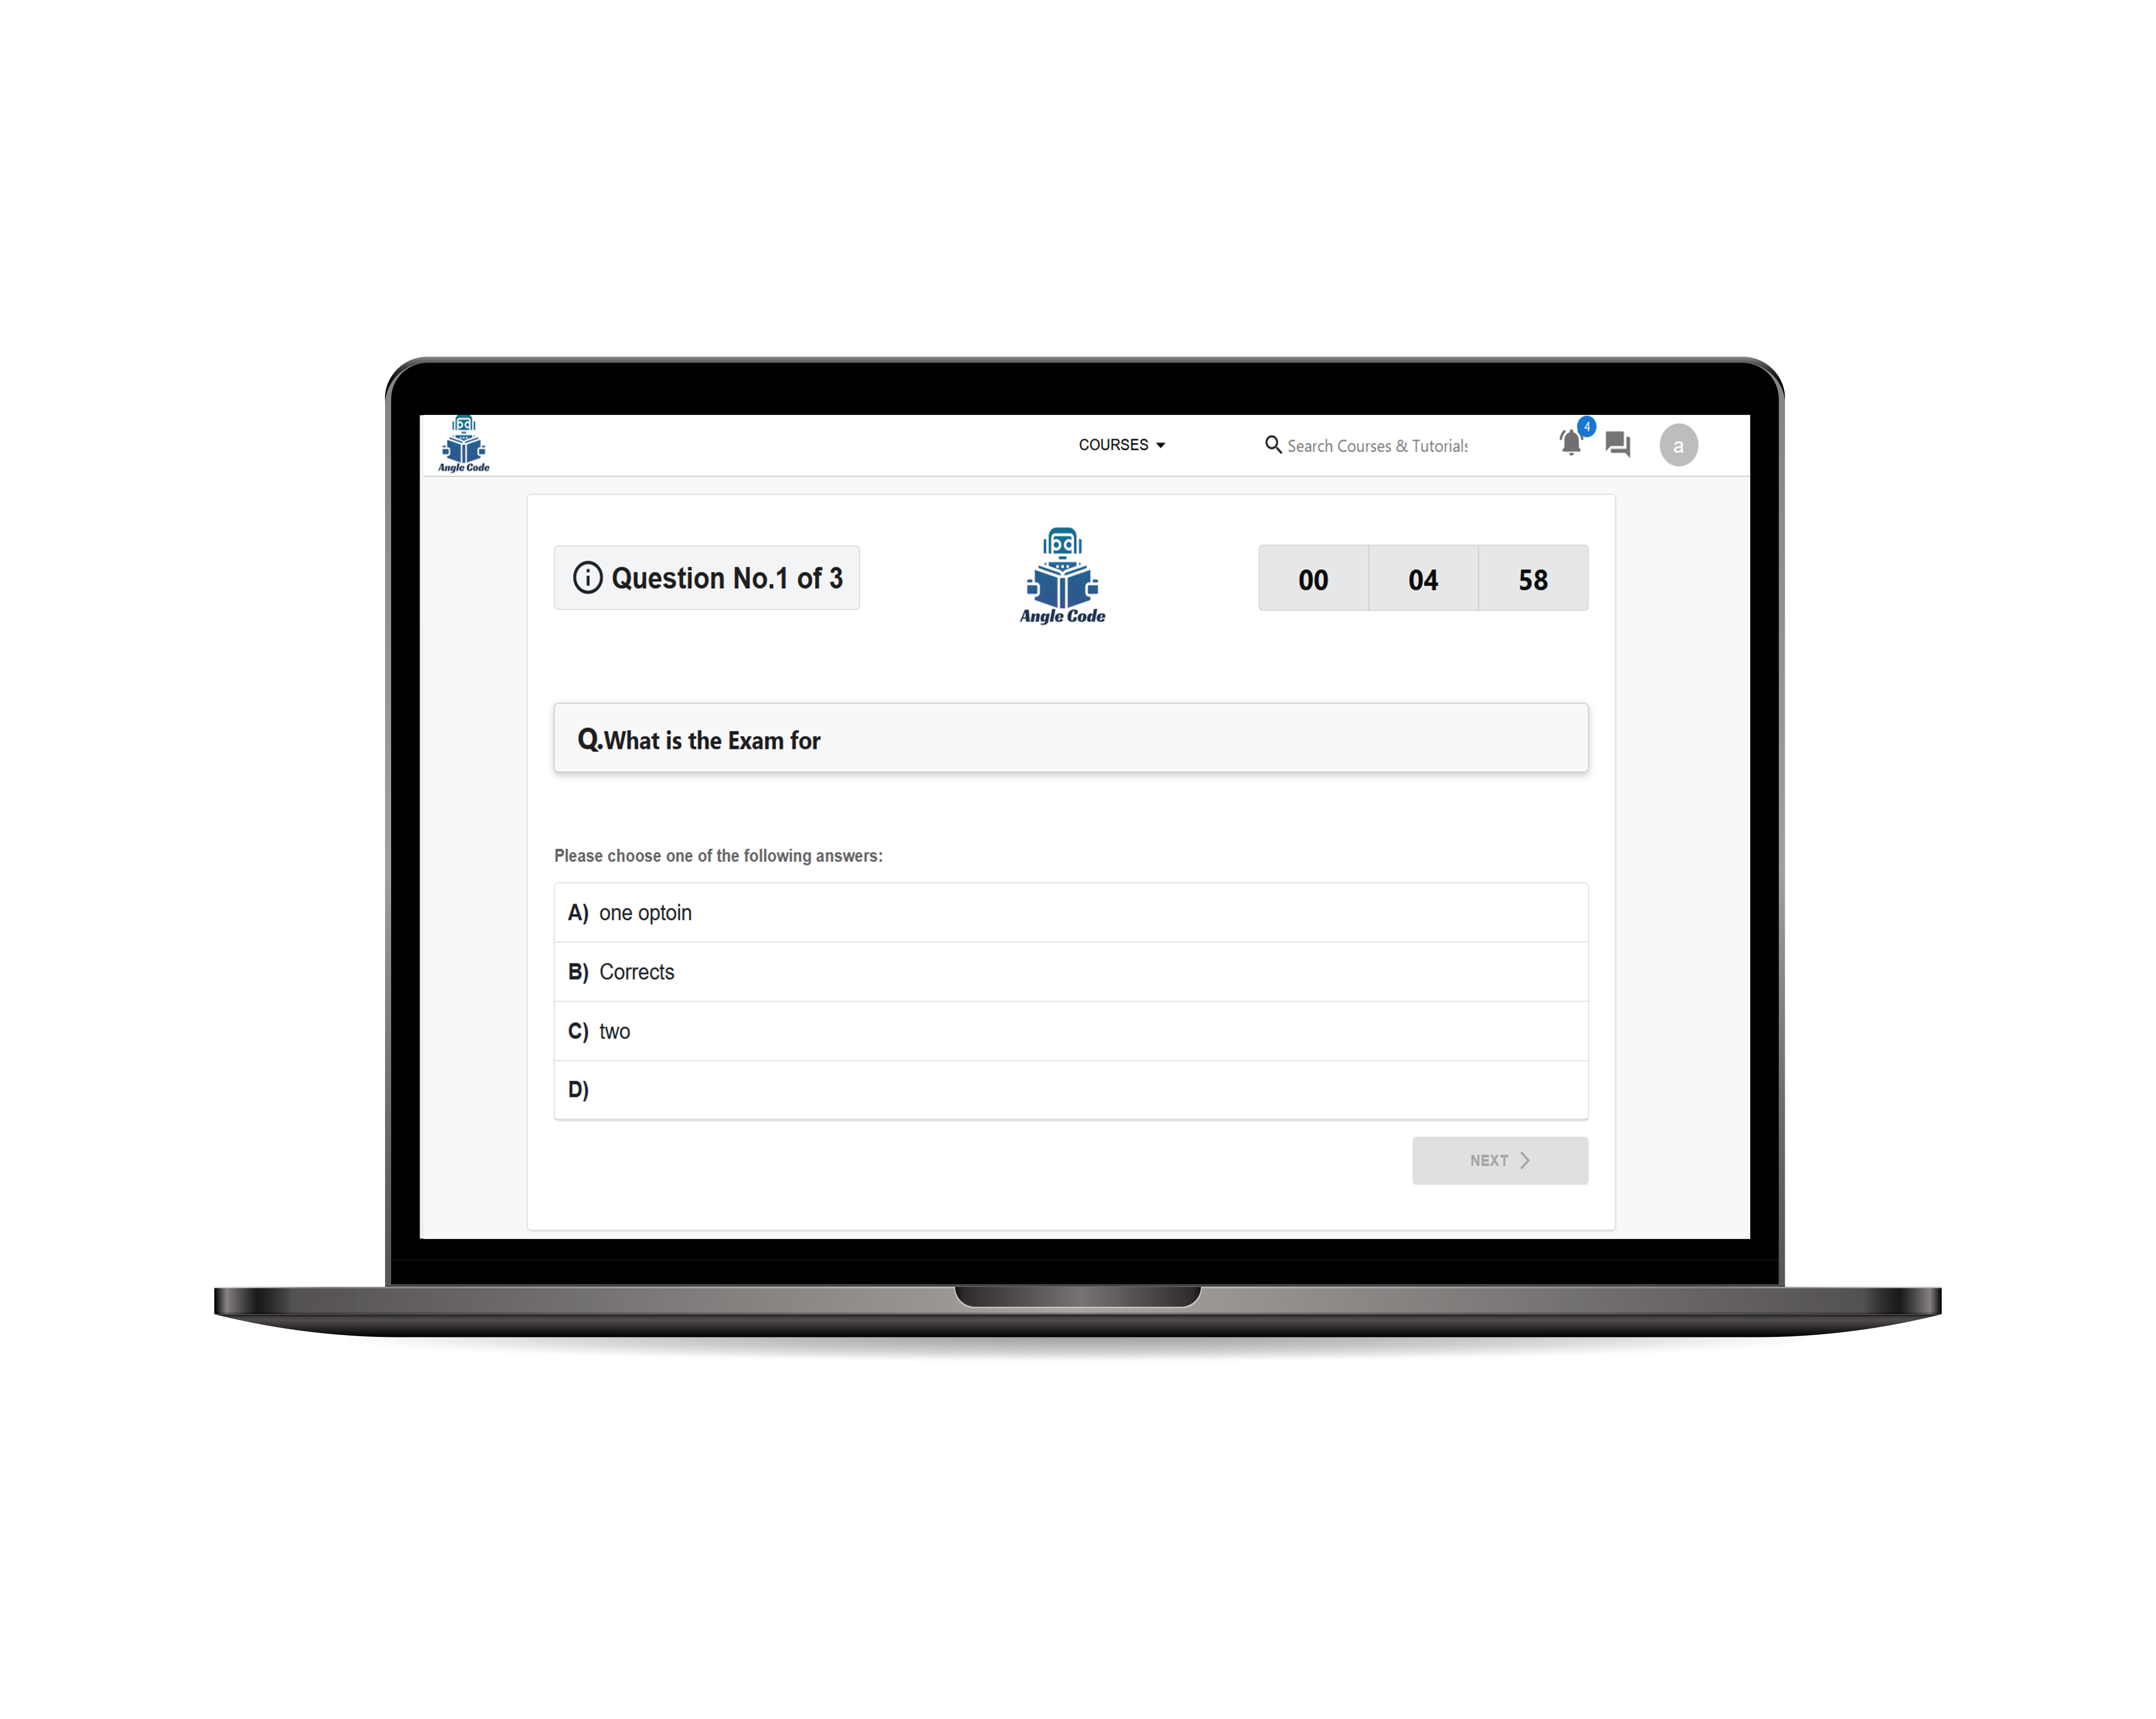 Angle Code
COURSES
Search Courses & Tutorials
4
a
Question No.1 of 3
Angle Code
00 04 58
Q.What is the Exam for
Please choose one of the following answers:
A) one optoin
B) Corrects
C) two
D)
NEXT